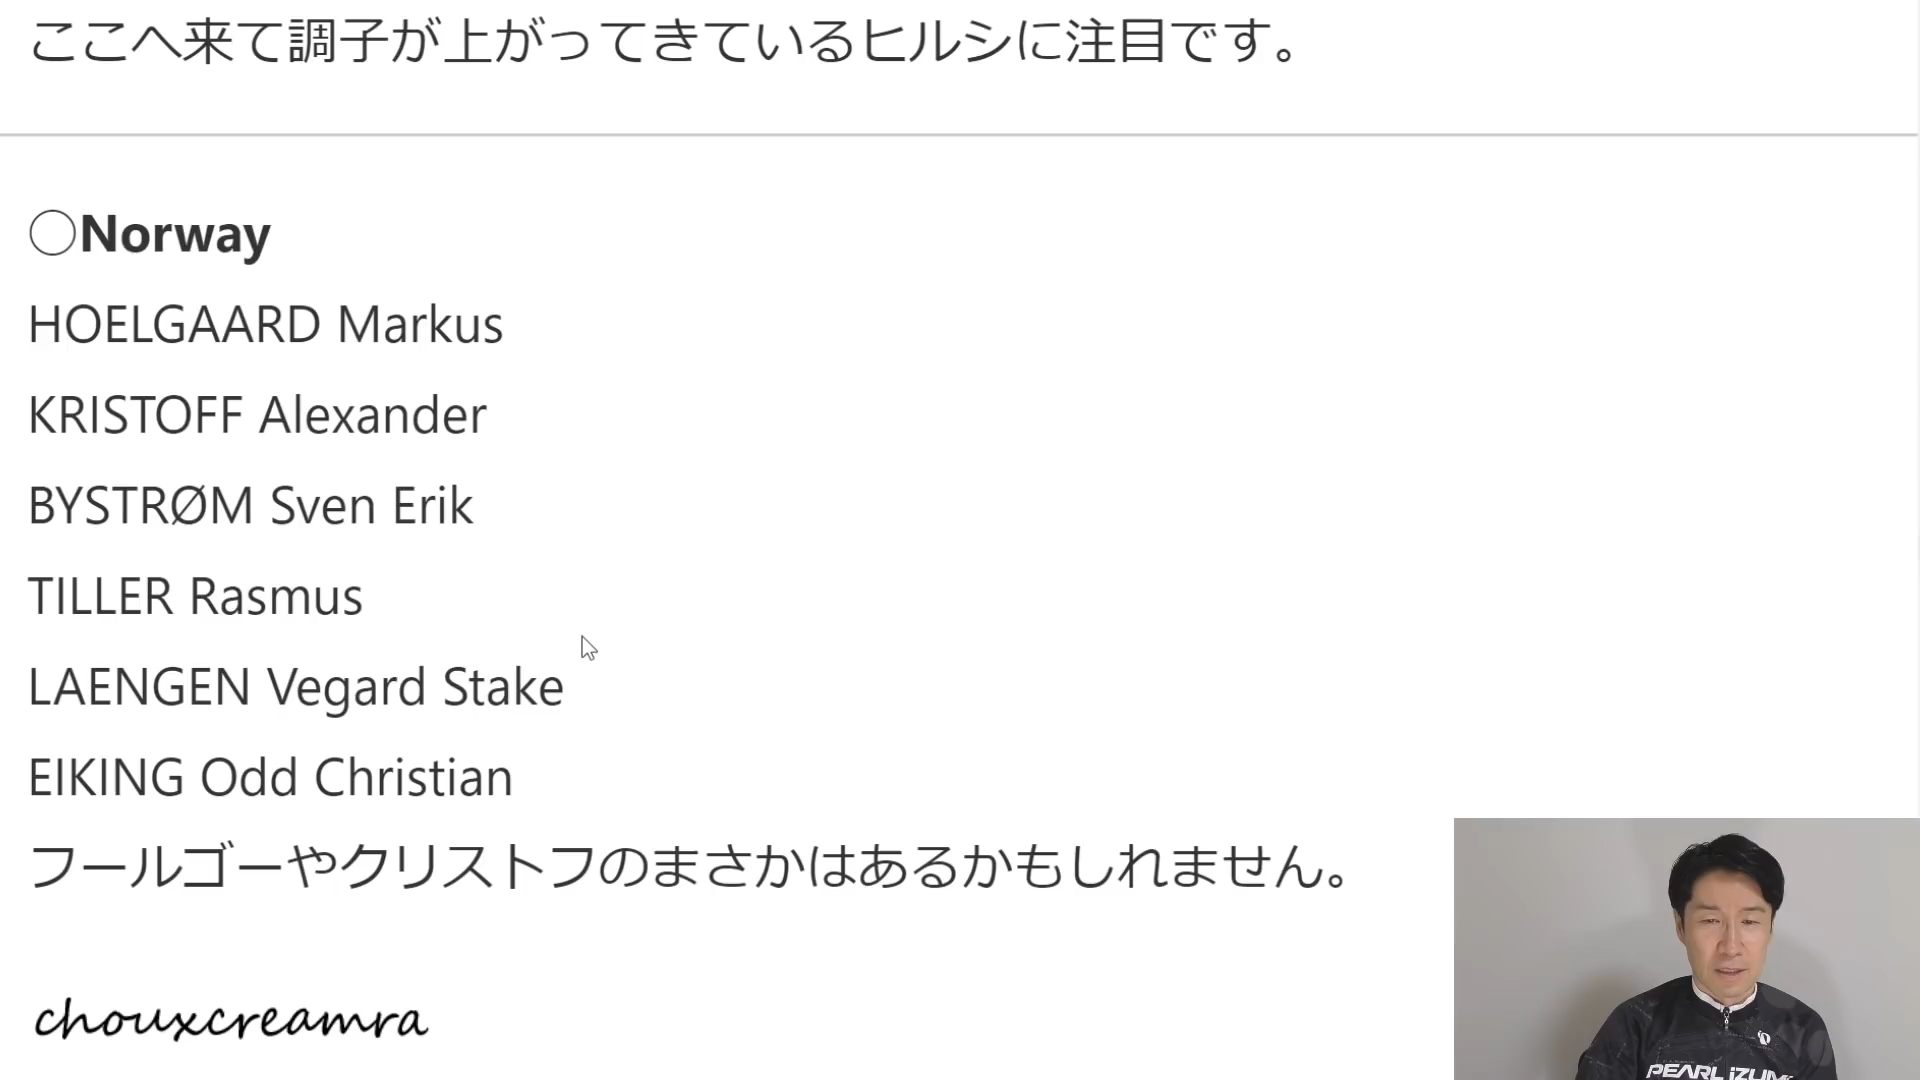 ここへ来て調子が上がってきているヒルシに注目です。
○Norway
HOELGAARD Markus
KRISTOFF Alexander
BYSTRØM Sven Erik
TILLER Rasmus
LAENGEN Vegard Stake
EIKING Odd Christian
フールゴーやクリストフのまさかはあるかもしれません。
chouxcreamra
PEARL iZUMi